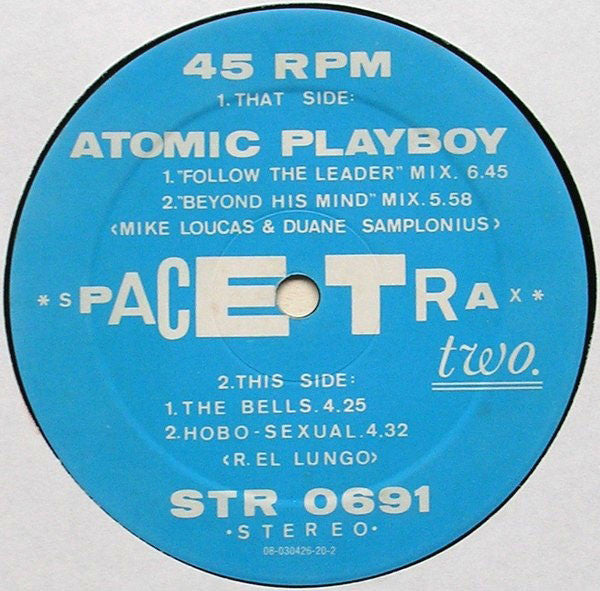 45 RPM
1. THAT SIDE:
ATOMIC PLAYBOY
1."FOLLOW THE LEADER" MIX. 6.45
2."BEYOND HIS MIND" MIX.5.58
<MIKE LOUCAS & DUANE SAMPLONIUS>
*SPACE TRAX*
two.
2.THIS SIDE:
1.THE BELLS.4.25
2.HOBO-SEXUAL.4.32
<R. EL LUNGO>
STR 0691
•STEREO•
08-030426-20-2